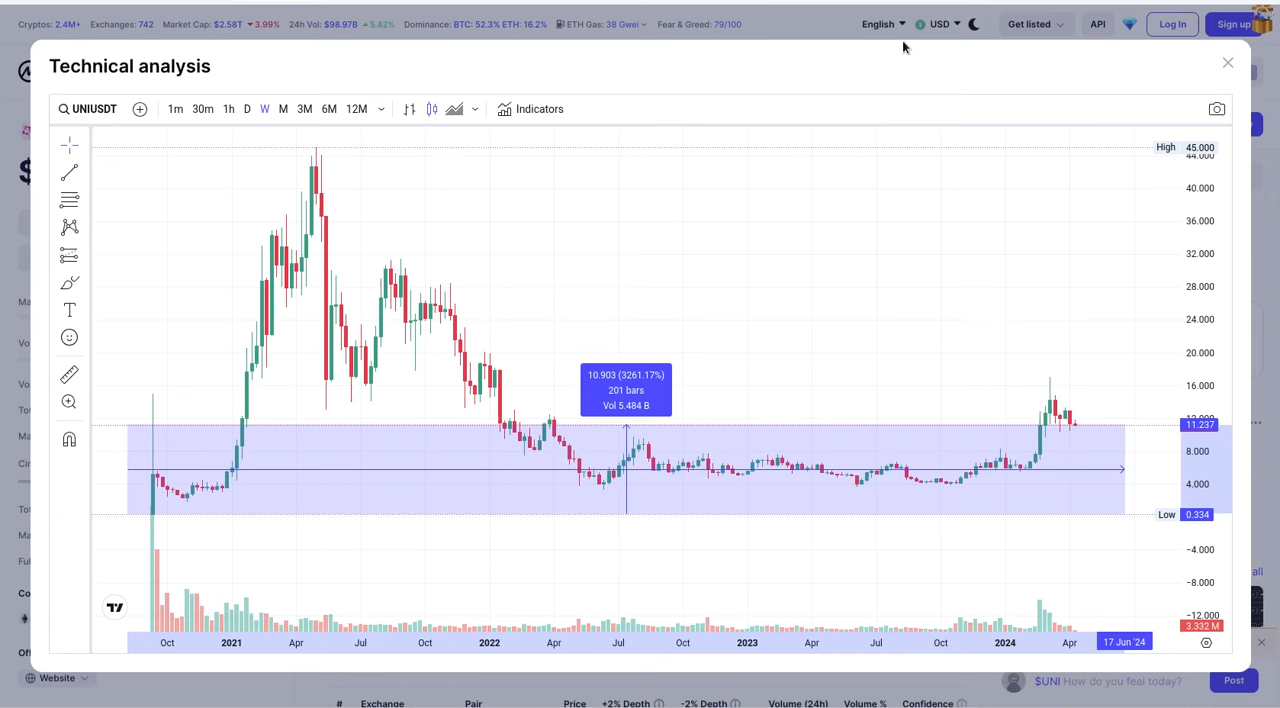 Cryptos: 2.4M+ Exchanges: 742 Market Cap: $2.58T 3.99% 24h Vol: $98.97B 5.42% Dominance: BTC: 52.3% ETH: 16.2% ETH Gas: 38 Gwei Fear & Greed: 79/100 English USD Get listed API Log In Sign up
Technical analysis
UNIUSDT 1m 30m 1h D W M 3M 6M 12M Indicators
High 45.000
44.000
40.000
36.000
32.000
28.000
24.000
20.000
16.000
12.000
11.237
8.000
4.000
Low 0.334
−4.000
−8.000
−12.000
3.332 M
10.903 (3261.17%)
201 bars
Vol 5.484 B
Oct 2021 Apr Jul Oct 2022 Apr Jul Oct 2023 Apr Jul Oct 2024 Apr 17 Jun '24
Website
$UNI How do you feel today? Post
# Exchange Pair Price +2% Depth -2% Depth Volume (24h) Volume % Confidence